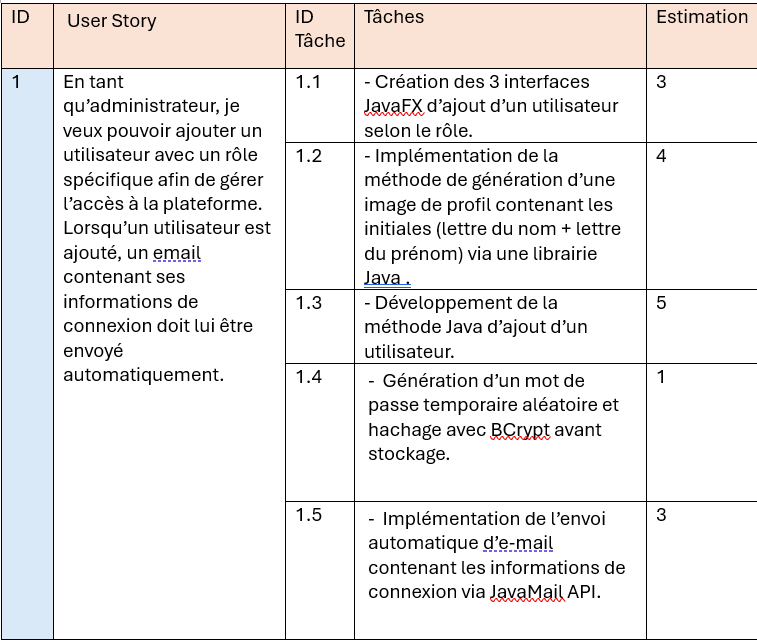 ID
User Story
ID
Tâche
Tâches
Estimation
1
En tant
qu’administrateur, je
veux pouvoir ajouter un
utilisateur avec un rôle
spécifique afin de gérer
l’accès à la plateforme.
Lorsqu’un utilisateur est
ajouté, un email
contenant ses
informations de
connexion doit lui être
envoyé
automatiquement.
1.1
- Création des 3 interfaces
JavaFX d’ajout d’un utilisateur
selon le rôle.
3
1.2
- Implémentation de la
méthode de génération d’une
image de profil contenant les
initiales (lettre du nom + lettre
du prénom) via une librairie
Java .
4
1.3
- Développement de la
méthode Java d’ajout d’un
utilisateur.
5
1.4
- Génération d’un mot de
passe temporaire aléatoire et
hachage avec BCrypt avant
stockage.
1
1.5
- Implémentation de l’envoi
automatique d’e-mail
contenant les informations de
connexion via JavaMail API.
3